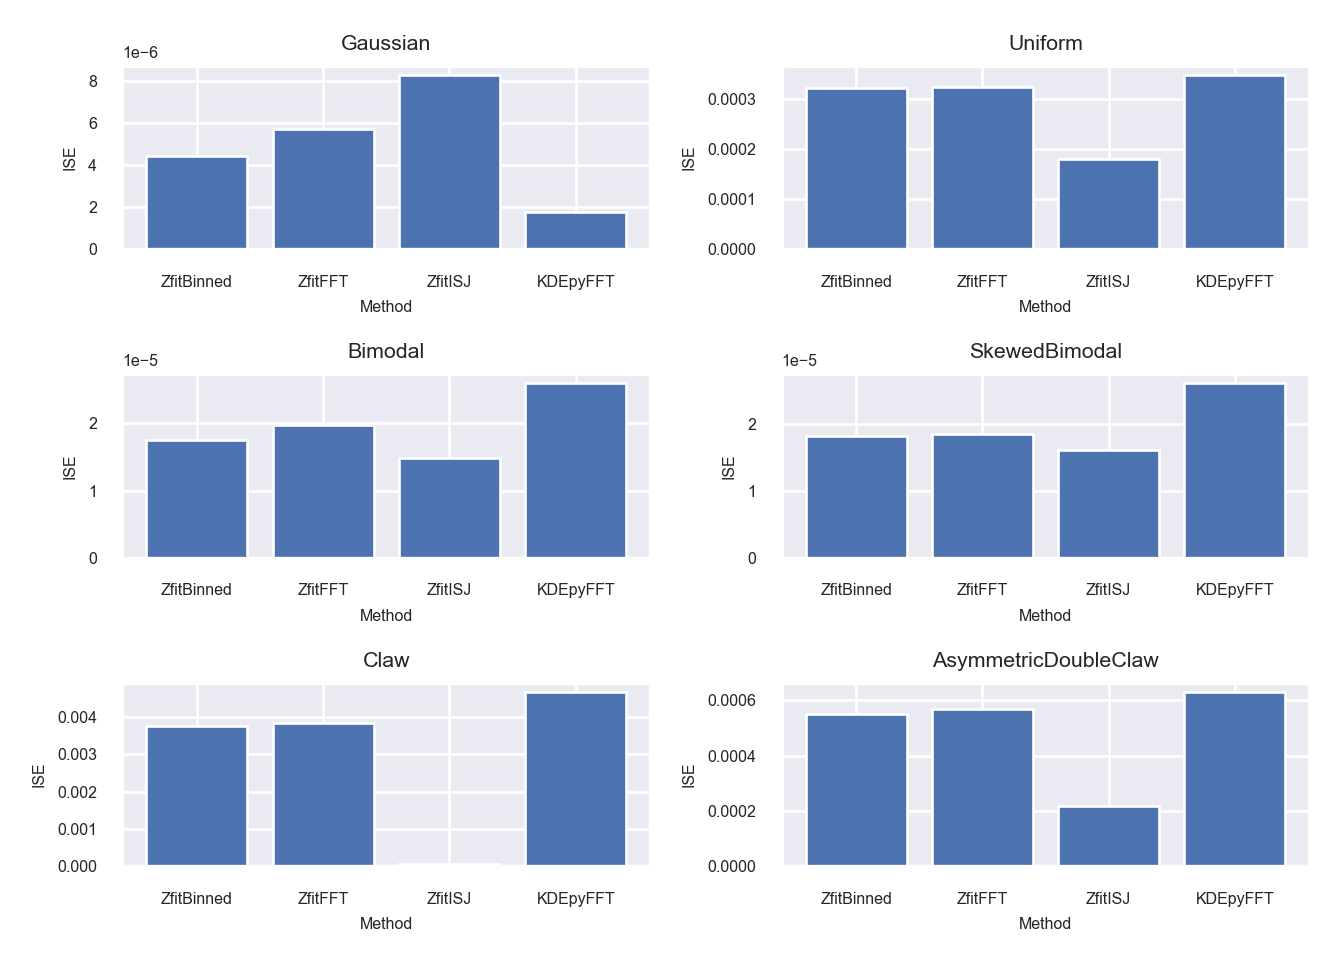 Gaussian
1e−6
ISE
8
6
4
2
0
ZfitBinned ZfitFFT ZfitISJ KDEpyFFT
Method
Uniform
ISE
0.0003
0.0002
0.0001
0.0000
ZfitBinned ZfitFFT ZfitISJ KDEpyFFT
Method
Bimodal
1e−5
ISE
2
1
0
ZfitBinned ZfitFFT ZfitISJ KDEpyFFT
Method
SkewedBimodal
1e−5
ISE
2
1
0
ZfitBinned ZfitFFT ZfitISJ KDEpyFFT
Method
Claw
ISE
0.004
0.003
0.002
0.001
0.000
ZfitBinned ZfitFFT ZfitISJ KDEpyFFT
Method
AsymmetricDoubleClaw
ISE
0.0006
0.0004
0.0002
0.0000
ZfitBinned ZfitFFT ZfitISJ KDEpyFFT
Method